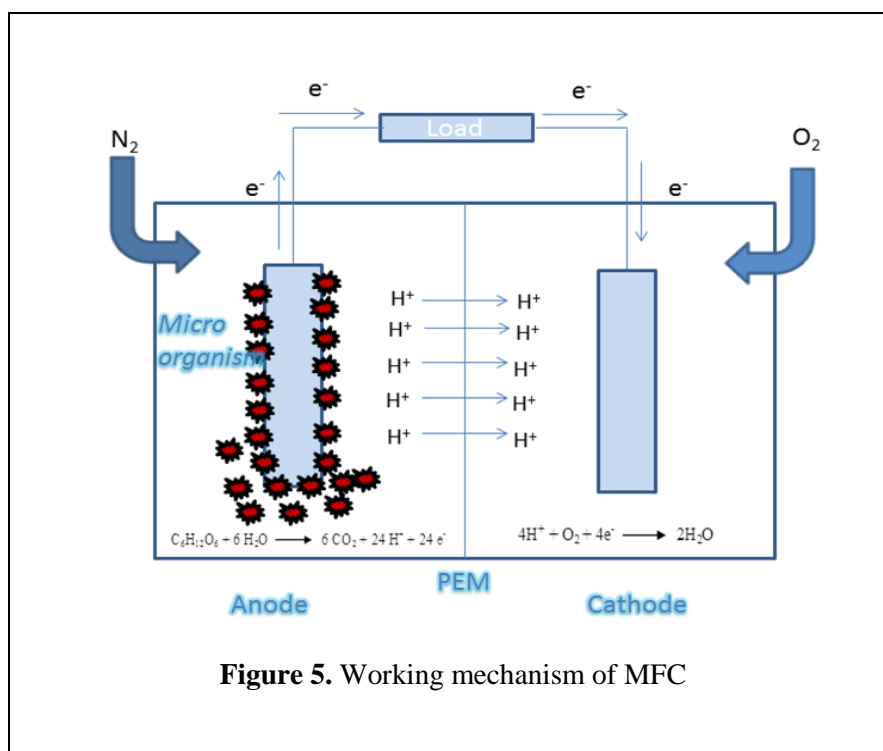 e⁻ e⁻
Load
N₂ O₂
e⁻ e⁻
H⁺ H⁺
Micro
organism
H⁺ H⁺
H⁺ H⁺
H⁺ H⁺
H⁺ H⁺
C₆H₁₂O₆ + 6 H₂O ⟶ 6 CO₂ + 24 H⁺ + 24 e⁻
4H⁺ + O₂ + 4e⁻ ⟶ 2H₂O
PEM
Anode Cathode
Figure 5. Working mechanism of MFC